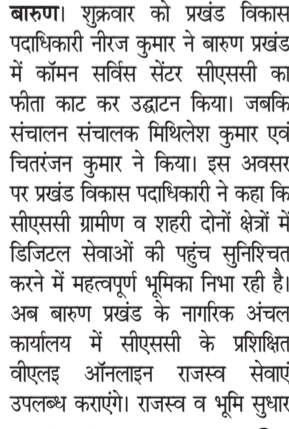 बारुण। शुक्रवार को प्रखंड विकास
पदाधिकारी नीरज कुमार ने बारुण प्रखंड
में कॉमन सर्विस सेंटर सीएससी का
फीता काट कर उद्घाटन किया। जबकि
संचालन संचालक मिथिलेश कुमार एवं
चितरंजन कुमार ने किया। इस अवसर
पर प्रखंड विकास पदाधिकारी ने कहा कि
सीएससी ग्रामीण व शहरी दोनों क्षेत्रों में
डिजिटल सेवाओं की पहुंच सुनिश्चित
करने में महत्वपूर्ण भूमिका निभा रही है।
अब बारुण प्रखंड के नागरिक अंचल
कार्यालय में सीएससी के प्रशिक्षित
वीएलइ ऑनलाइन राजस्व सेवाएं
उपलब्ध कराएंगे। राजस्व व भूमि सुधार